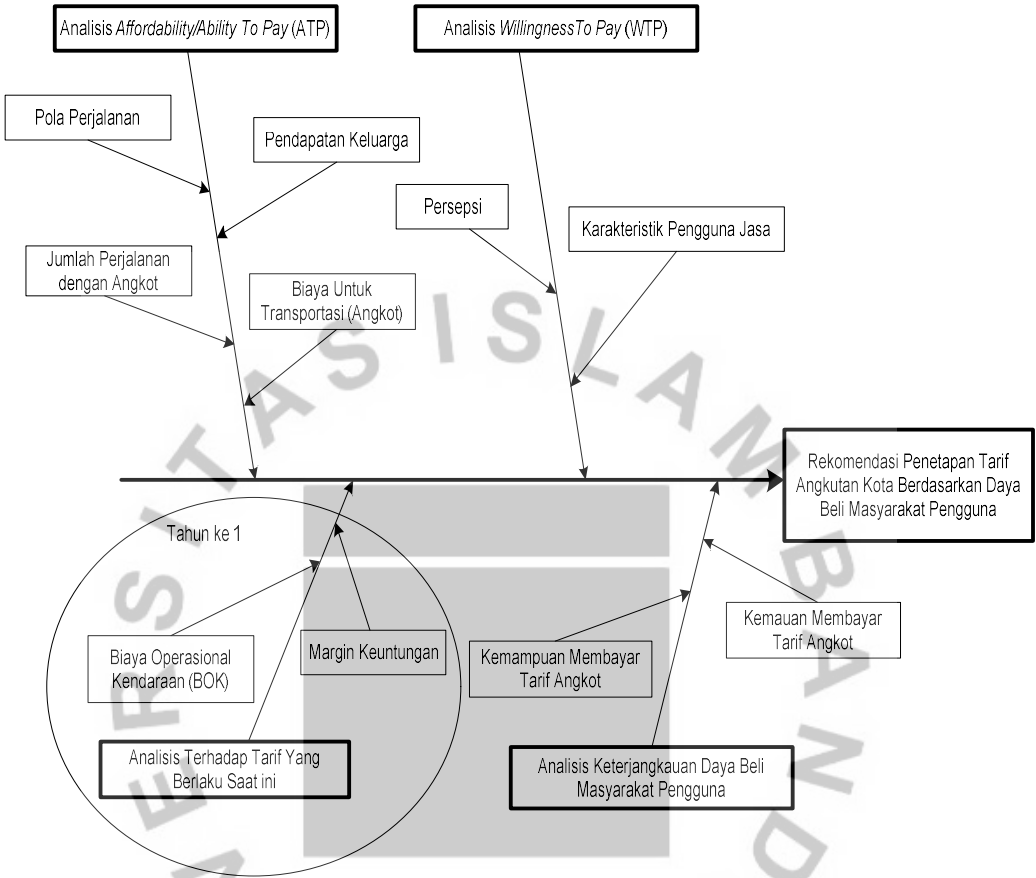 Analisis Affordability/Ability To Pay (ATP)
Analisis WillingnessTo Pay (WTP)
Pola Perjalanan
Pendapatan Keluarga
Persepsi
Karakteristik Pengguna Jasa
Jumlah Perjalanan
dengan Angkot
Biaya Untuk
Transportasi (Angkot)
Rekomendasi Penetapan Tarif
Angkutan Kota Berdasarkan Daya
Beli Masyarakat Pengguna
Tahun ke 1
Biaya Operasional
Kendaraan (BOK)
Margin Keuntungan
Kemampuan Membayar
Tarif Angkot
Kemauan Membayar
Tarif Angkot
Analisis Terhadap Tarif Yang
Berlaku Saat ini
Analisis Keterjangkauan Daya Beli
Masyarakat Pengguna
ERSITAS ISLAM BAND